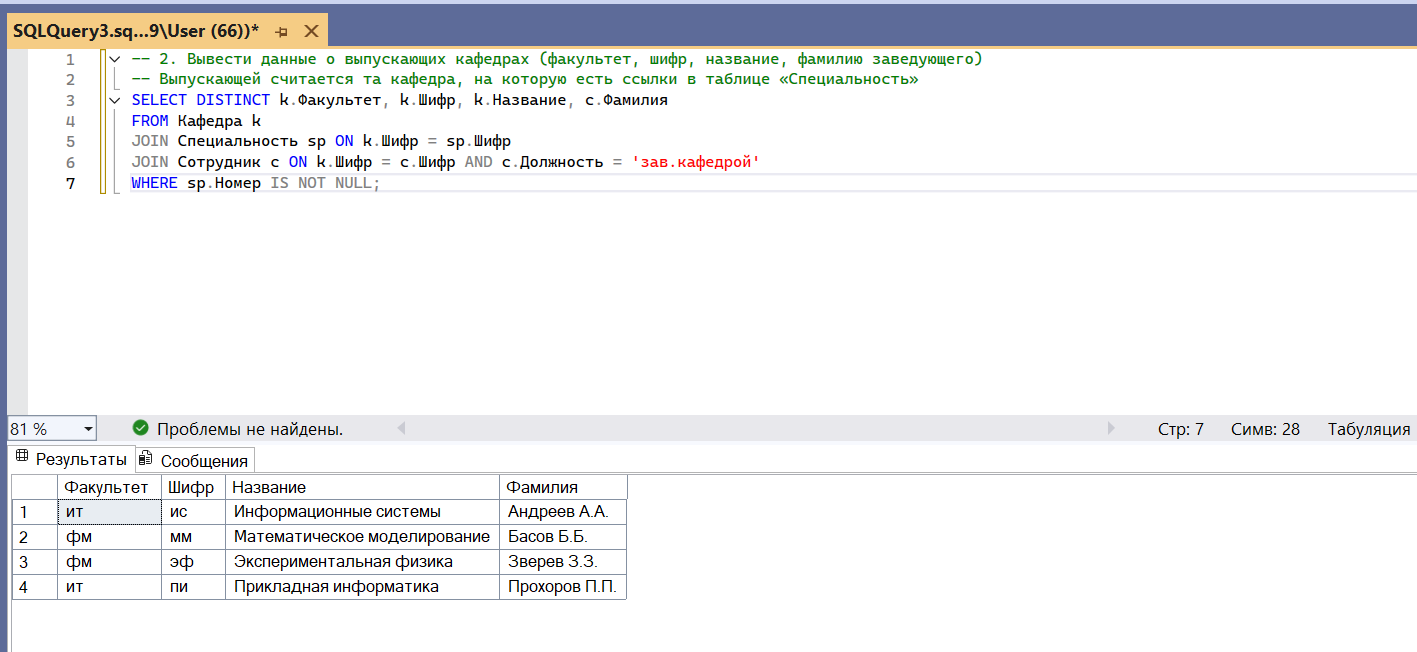 SQLQuery3.sq...9\User (66))*
1 -- 2. Вывести данные о выпускающих кафедрах (факультет, шифр, название, фамилию заведующего)
2 -- Выпускающей считается та кафедра, на которую есть ссылки в таблице «Специальность»
3 SELECT DISTINCT k.Факультет, k.Шифр, k.Название, c.Фамилия
4 FROM Кафедра k
5 JOIN Специальность sp ON k.Шифр = sp.Шифр
6 JOIN Сотрудник c ON k.Шифр = c.Шифр AND c.Должность = 'зав.кафедрой'
7 WHERE sp.Номер IS NOT NULL;
81 % Проблемы не найдены. Стр: 7 Симв: 28 Табуляция
Результаты Сообщения
Факультет Шифр Название Фамилия
1 ит ис Информационные системы Андреев А.А.
2 фм мм Математическое моделирование Басов Б.Б.
3 фм эф Экспериментальная физика Зверев З.З.
4 ит пи Прикладная информатика Прохоров П.П.